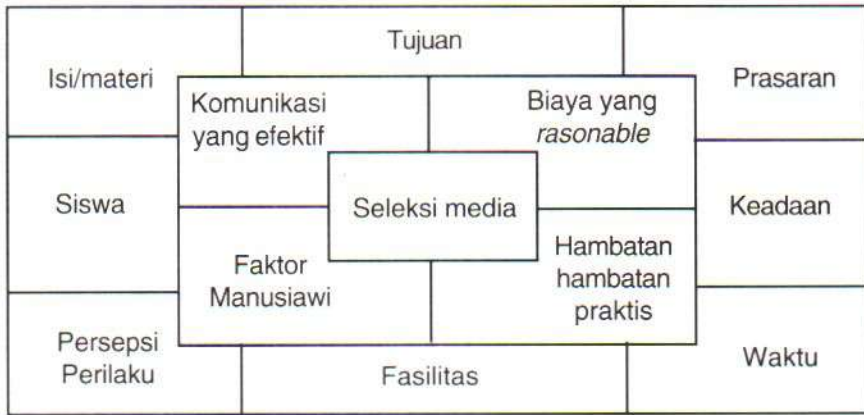 Tujuan
Isi/materi
Prasaran
Komunikasi
yang efektif
Biaya yang
rasonable
Siswa
Seleksi media
Keadaan
Faktor
Manusiawi
Hambatan
hambatan
praktis
Persepsi
Perilaku
Fasilitas
Waktu